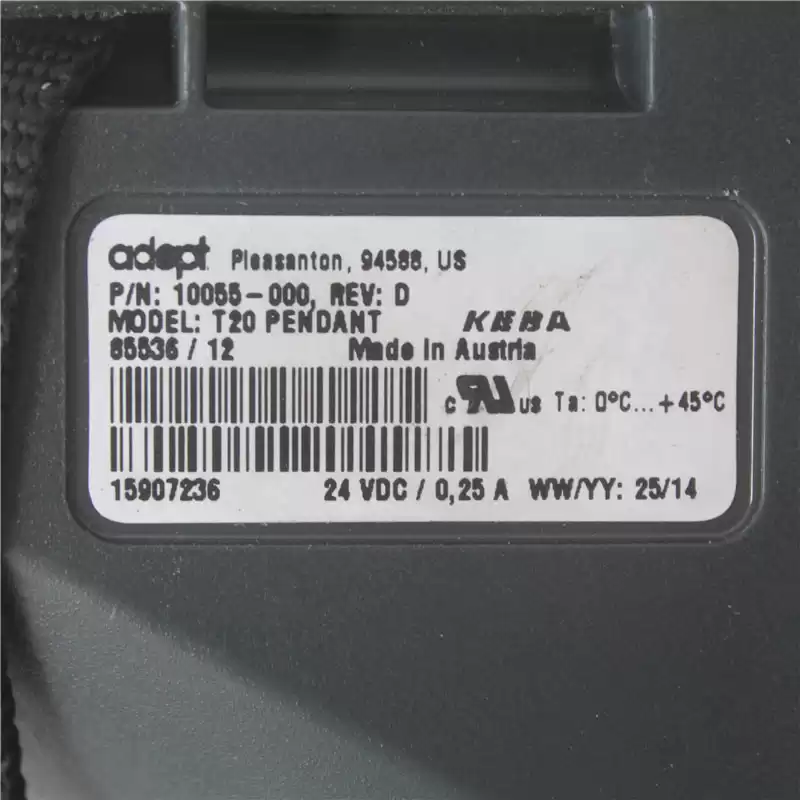 adept Pleasanton, 94588, US
P/N: 10055-000, REV: D
MODEL: T20 PENDANT KEBA
85536 / 12 Made in Austria
c us Ta: 0°C...+45°C
15907236 24 VDC / 0,25 A WW/YY: 25/14